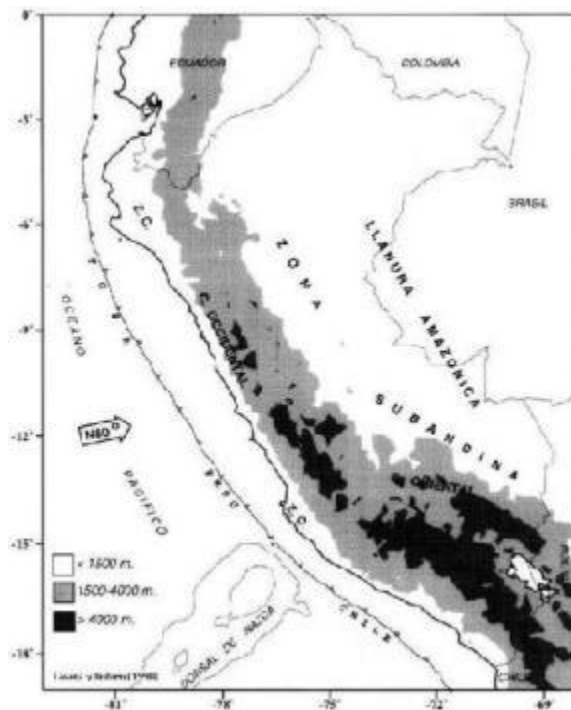 0°
-3°
-6°
-9°
-12°
-15°
-18°
ECUADOR
COLOMBIA
BRASIL
Z.C.
ZONA
SUBANDINA
LLANURA AMAZONICA
C. OCCIDENTAL
ORIENTAL
OCEANO
PACIFICO
N80°
PERU
CHILE
Z.C.
DORSAL DE NAZCA
< 1500 m.
1500-4000 m.
> 4000 m.
-81°
-78°
-75°
-72°
-69°